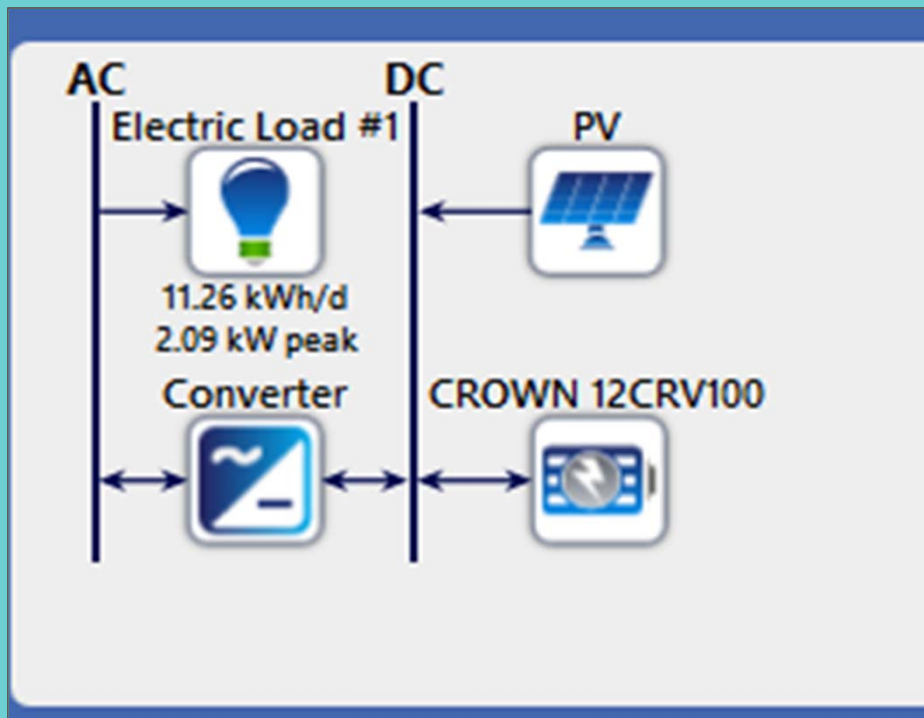 AC
DC
Electric Load #1
PV
11.26 kWh/d
2.09 kW peak
Converter
CROWN 12CRV100